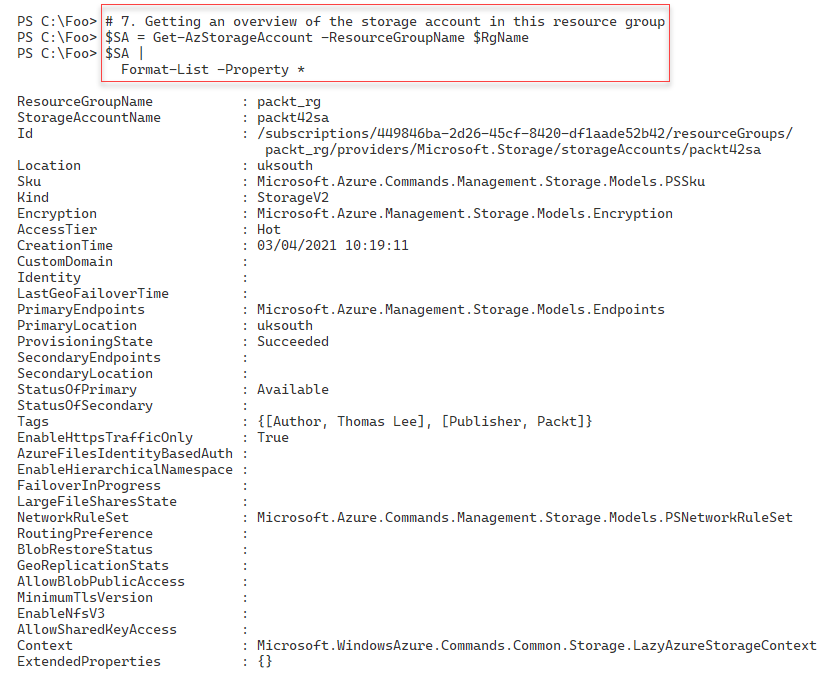 PS C:\Foo> # 7. Getting an overview of the storage account in this resource group
PS C:\Foo> $SA = Get-AzStorageAccount -ResourceGroupName $RgName
PS C:\Foo> $SA |
Format-List -Property *
ResourceGroupName : packt_rg
StorageAccountName : packt42sa
Id : /subscriptions/449846ba-2d26-45cf-8420-df1aade52b42/resourceGroups/
packt_rg/providers/Microsoft.Storage/storageAccounts/packt42sa
Location : uksouth
Sku : Microsoft.Azure.Commands.Management.Storage.Models.PSSku
Kind : StorageV2
Encryption : Microsoft.Azure.Management.Storage.Models.Encryption
AccessTier : Hot
CreationTime : 03/04/2021 10:19:11
CustomDomain :
Identity :
LastGeoFailoverTime :
PrimaryEndpoints : Microsoft.Azure.Management.Storage.Models.Endpoints
PrimaryLocation : uksouth
ProvisioningState : Succeeded
SecondaryEndpoints :
SecondaryLocation :
StatusOfPrimary : Available
StatusOfSecondary :
Tags : {[Author, Thomas Lee], [Publisher, Packt]}
EnableHttpsTrafficOnly : True
AzureFilesIdentityBasedAuth :
EnableHierarchicalNamespace :
FailoverInProgress :
LargeFileSharesState :
NetworkRuleSet : Microsoft.Azure.Commands.Management.Storage.Models.PSNetworkRuleSet
RoutingPreference :
BlobRestoreStatus :
GeoReplicationStats :
AllowBlobPublicAccess :
MinimumTlsVersion :
EnableNfsV3 :
AllowSharedKeyAccess :
Context : Microsoft.WindowsAzure.Commands.Common.Storage.LazyAzureStorageContext
ExtendedProperties : {}